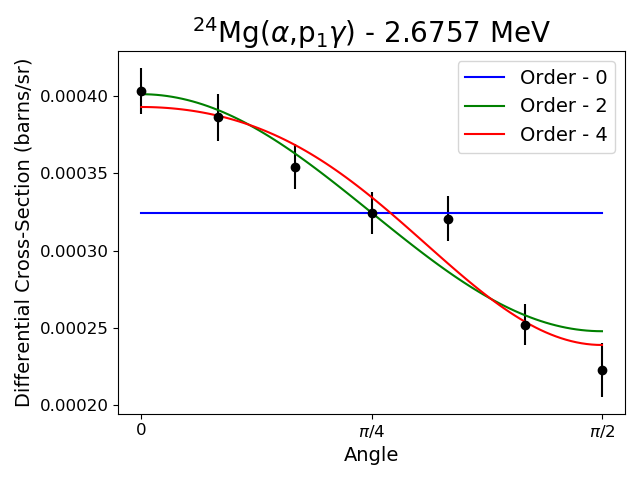 ²⁴Mg(α,p₁γ) - 2.6757 MeV
Order - 0
Order - 2
Order - 4
Differential Cross-Section (barns/sr)
0.00040
0.00035
0.00030
0.00025
0.00020
0
π/4
π/2
Angle